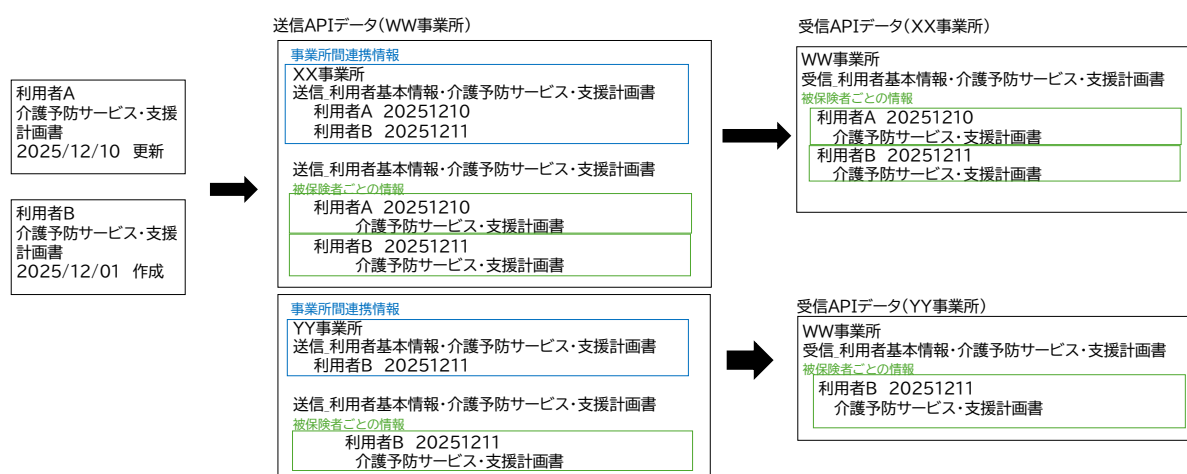 利用者A
介護予防サービス・支援
計画書
2025/12/10 更新
利用者B
介護予防サービス・支援
計画書
2025/12/01 作成
送信APIデータ(WW事業所)
事業所間連携情報
XX事業所
送信_利用者基本情報・介護予防サービス・支援計画書
利用者A 20251210
利用者B 20251211
送信_利用者基本情報・介護予防サービス・支援計画書
被保険者ごとの情報
利用者A 20251210
介護予防サービス・支援計画書
利用者B 20251211
介護予防サービス・支援計画書
事業所間連携情報
YY事業所
送信_利用者基本情報・介護予防サービス・支援計画書
利用者B 20251211
送信_利用者基本情報・介護予防サービス・支援計画書
被保険者ごとの情報
利用者B 20251211
介護予防サービス・支援計画書
受信APIデータ(XX事業所)
WW事業所
受信_利用者基本情報・介護予防サービス・支援計画書
被保険者ごとの情報
利用者A 20251210
介護予防サービス・支援計画書
利用者B 20251211
介護予防サービス・支援計画書
受信APIデータ(YY事業所)
WW事業所
受信_利用者基本情報・介護予防サービス・支援計画書
被保険者ごとの情報
利用者B 20251211
介護予防サービス・支援計画書